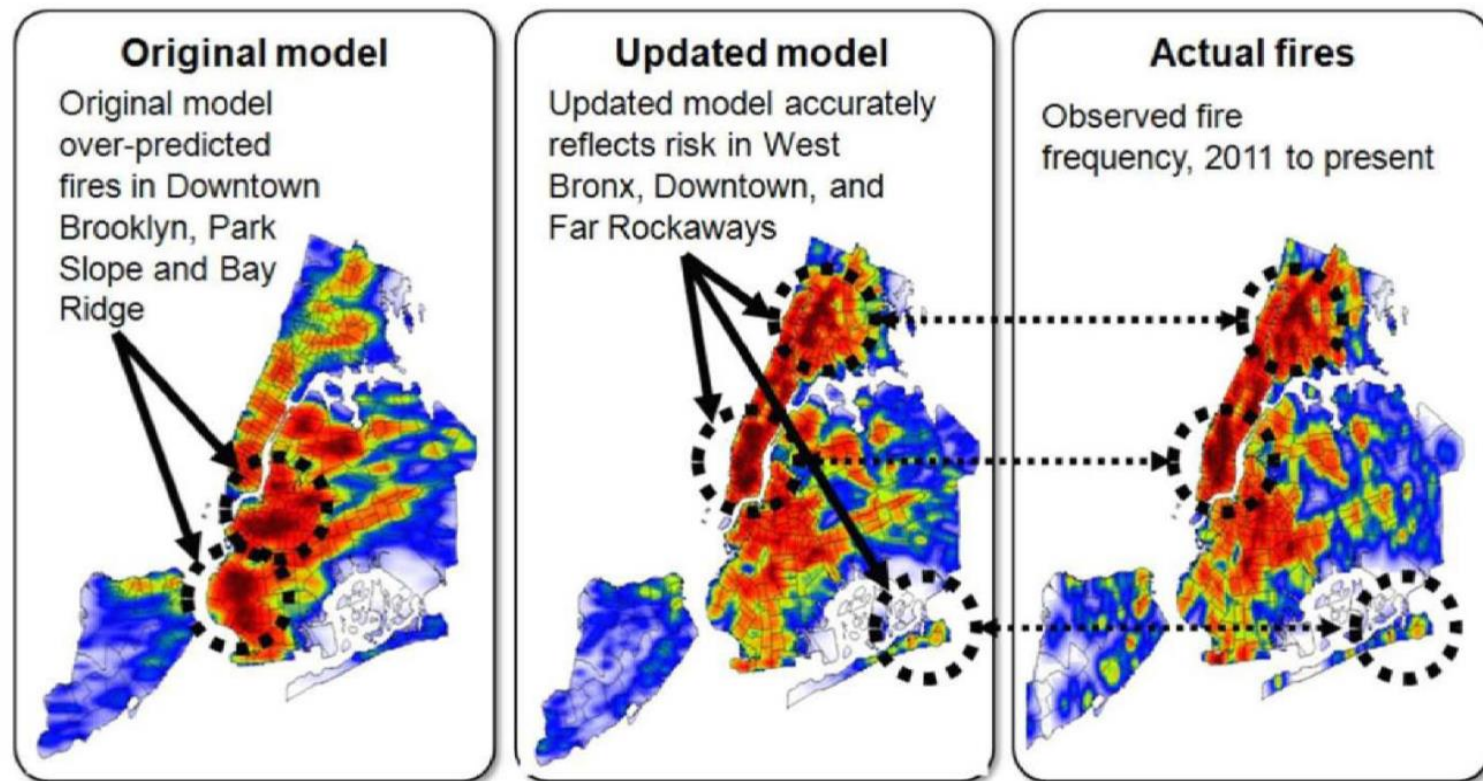 Original model
Original model
over-predicted
fires in Downtown
Brooklyn, Park
Slope and Bay
Ridge
Updated model
Updated model accurately
reflects risk in West
Bronx, Downtown, and
Far Rockaways
Actual fires
Observed fire
frequency, 2011 to present